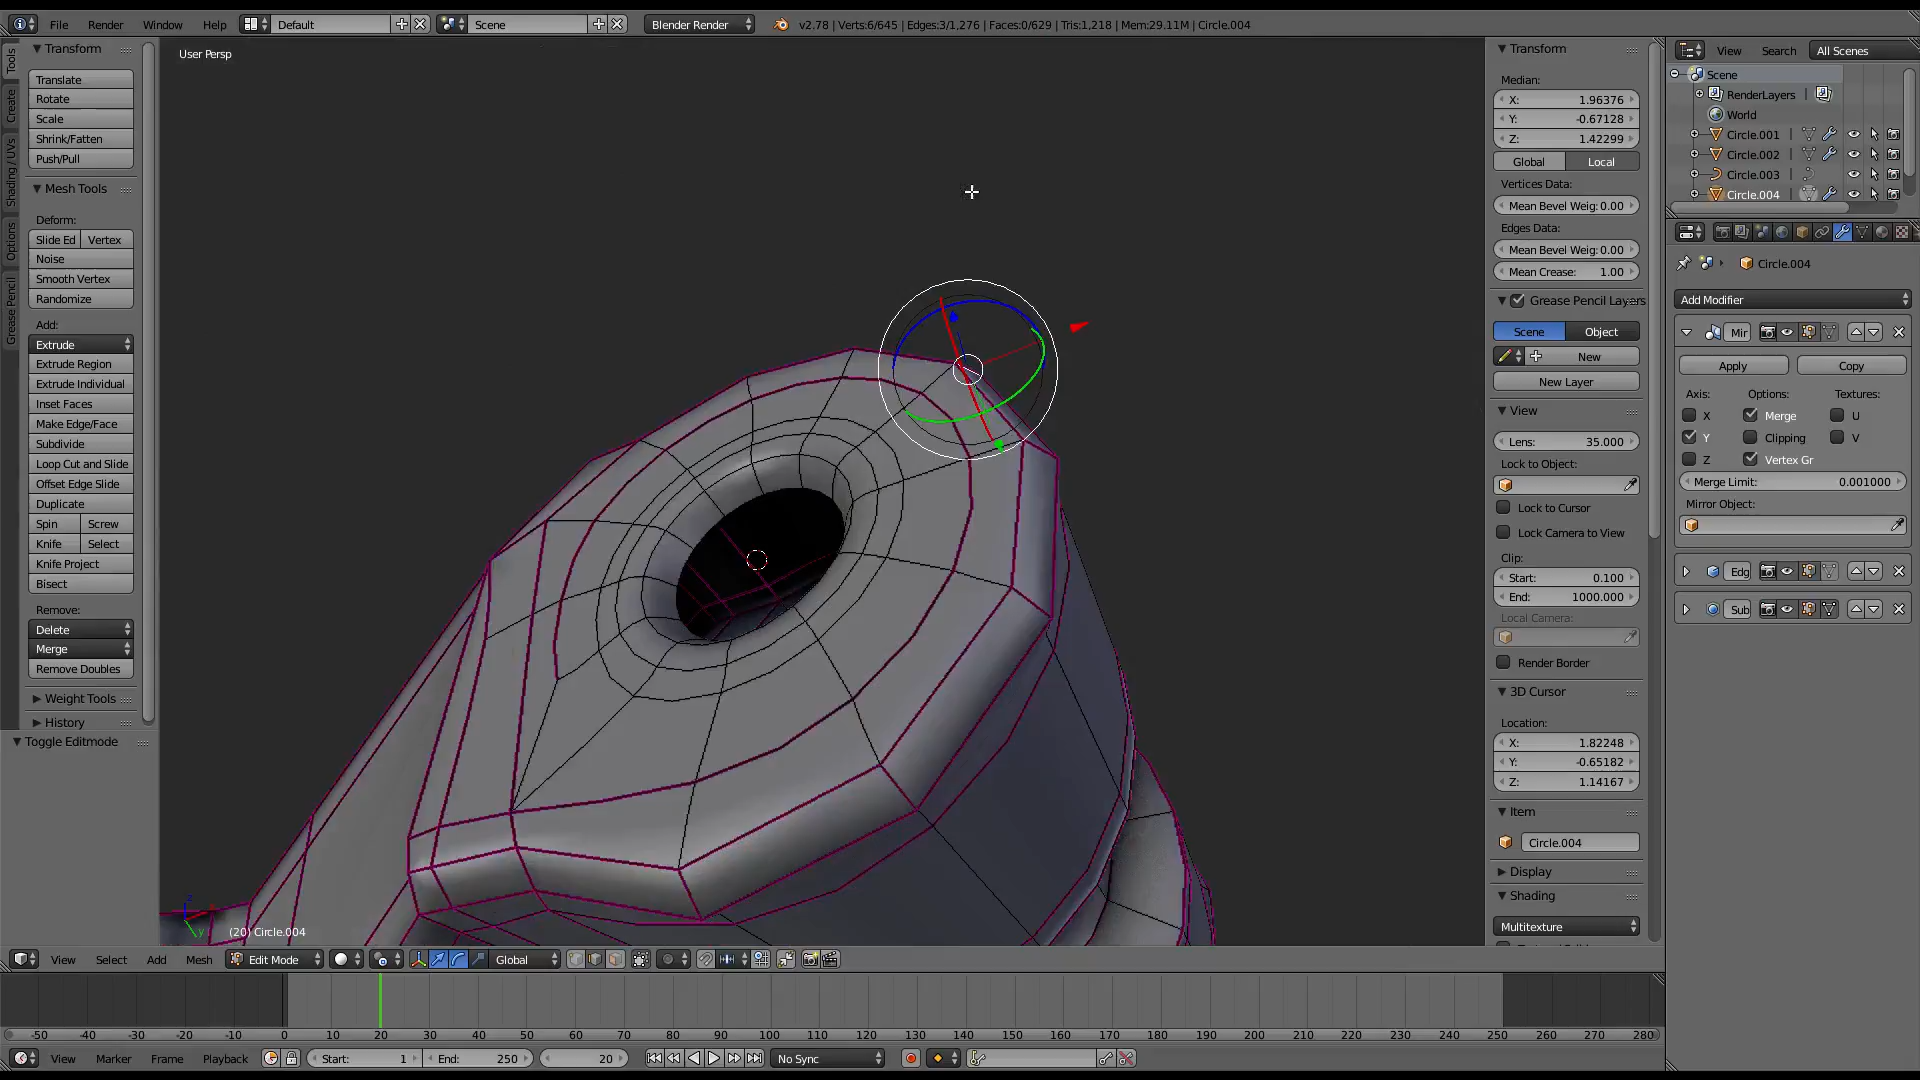 File Render Window Help Default Scene Blender Render v2.78 | Verts:6/645 | Edges:3/1,276 | Faces:0/629 | Tris:1,218 | Mem:29.11M | Circle.004
Tools
Create
Shading / UVs
Options
Grease Pencil
Transform
Translate
Rotate
Scale
Shrink/Fatten
Push/Pull
Mesh Tools
Deform:
Slide Ed Vertex
Noise
Smooth Vertex
Randomize
Add:
Extrude
Extrude Region
Extrude Individual
Inset Faces
Make Edge/Face
Subdivide
Loop Cut and Slide
Offset Edge Slide
Duplicate
Spin Screw
Knife Select
Knife Project
Bisect
Remove:
Delete
Merge
Remove Doubles
Weight Tools
History
Toggle Editmode
User Persp
(20) Circle.004
z
y
Transform
Median:
X: 1.96376
Y: -0.67128
Z: 1.42299
Global Local
Vertices Data:
Mean Bevel Weig: 0.00
Edges Data:
Mean Bevel Weig: 0.00
Mean Crease: 1.00
Grease Pencil Layers
Scene Object
New
New Layer
View
Lens: 35.000
Lock to Object:
Lock to Cursor
Lock Camera to View
Clip:
Start: 0.100
End: 1000.000
Local Camera:
Render Border
3D Cursor
Location:
X: 1.82248
Y: -0.65182
Z: 1.14167
Item
Circle.004
Display
Shading
Multitexture
View Search All Scenes
Scene
RenderLayers |
World
Circle.001 |
Circle.002 |
Circle.003 |
Circle.004 |
Circle.004
Add Modifier
Mir
Apply Copy
Axis: Options: Textures:
X Merge U
Y Clipping V
Z Vertex Gr
Merge Limit: 0.001000
Mirror Object:
Edg
Sub
View Select Add Mesh Edit Mode Global
-50 -40 -30 -20 -10 0 10 20 30 40 50 60 70 80 90 100 110 120 130 140 150 160 170 180 190 200 210 220 230 240 250 260 270 280
View Marker Frame Playback Start: 1 End: 250 20 No Sync